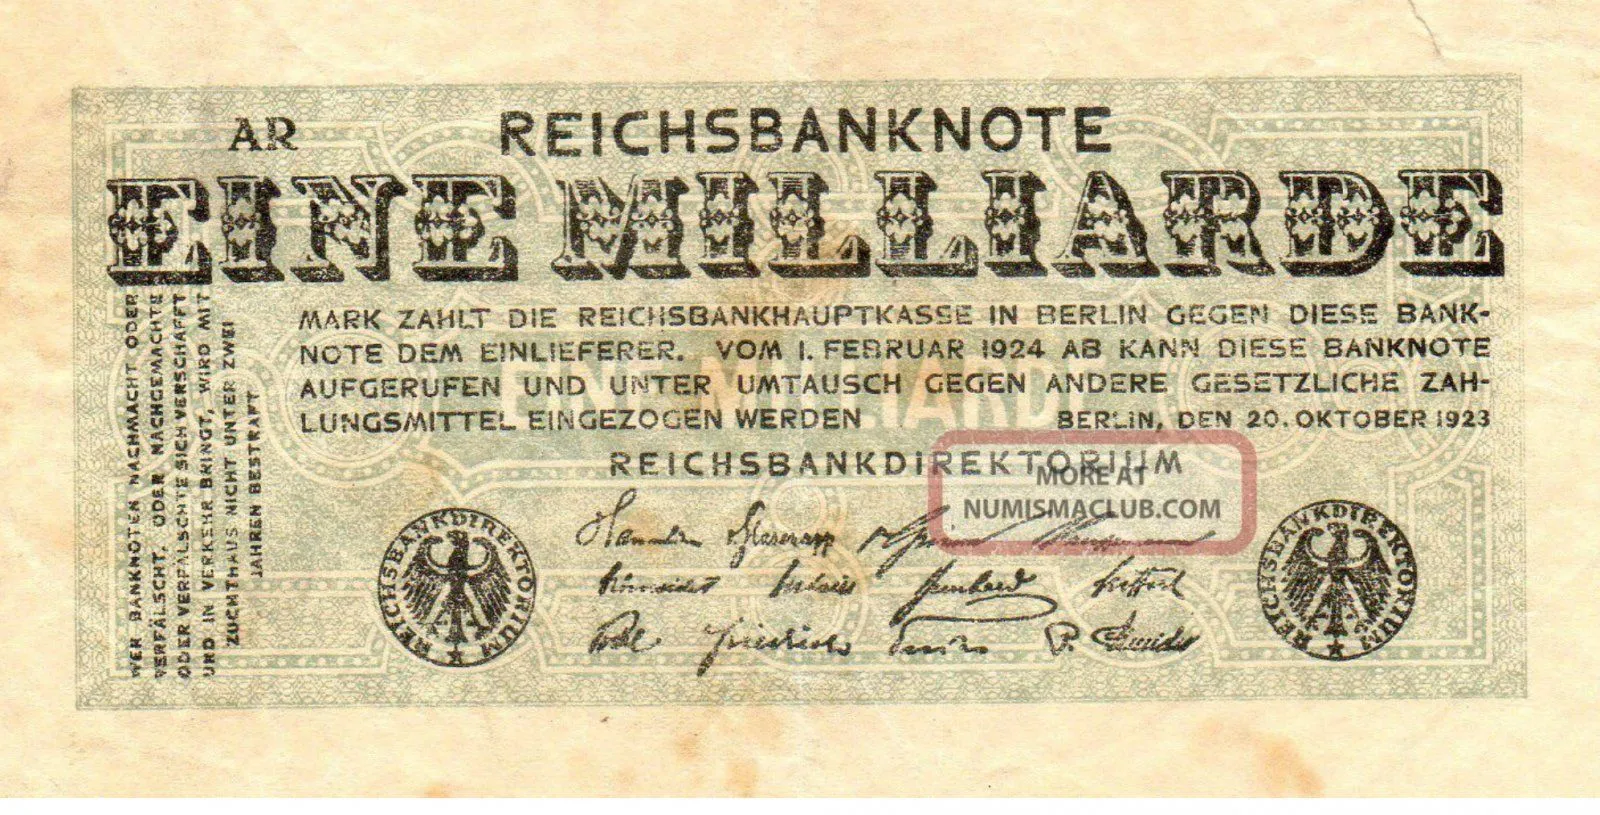 AR
REICHSBANKNOTE
EINE MILLIARDE
MARK ZAHLT DIE REICHSBANKHAUPTKASSE IN BERLIN GEGEN DIESE BANK-
NOTE DEM EINLIEFERER. VOM 1. FEBRUAR 1924 AB KANN DIESE BANKNOTE
AUFGERUFEN UND UNTER UMTAUSCH GEGEN ANDERE GESETZLICHE ZAH-
LUNGSMITTEL EINGEZOGEN WERDEN BERLIN, DEN 20. OKTOBER 1923
REICHSBANKDIREKTORIUM
MORE AT
NUMISMACLUB.COM
WER BANKNOTEN NACHMACHT ODER
VERFÄLSCHT, ODER NACHGEMACHTE
ODER VERFÄLSCHTE SICH VERSCHAFFT
UND IN VERKEHR BRINGT, WIRD MIT
ZUCHTHAUS NICHT UNTER ZWEI
JAHREN BESTRAFT
REICHSBANKDIREKTORIUM
Schneider
Friedrich
P. Schneider
REICHSBANKDIREKTORIUM